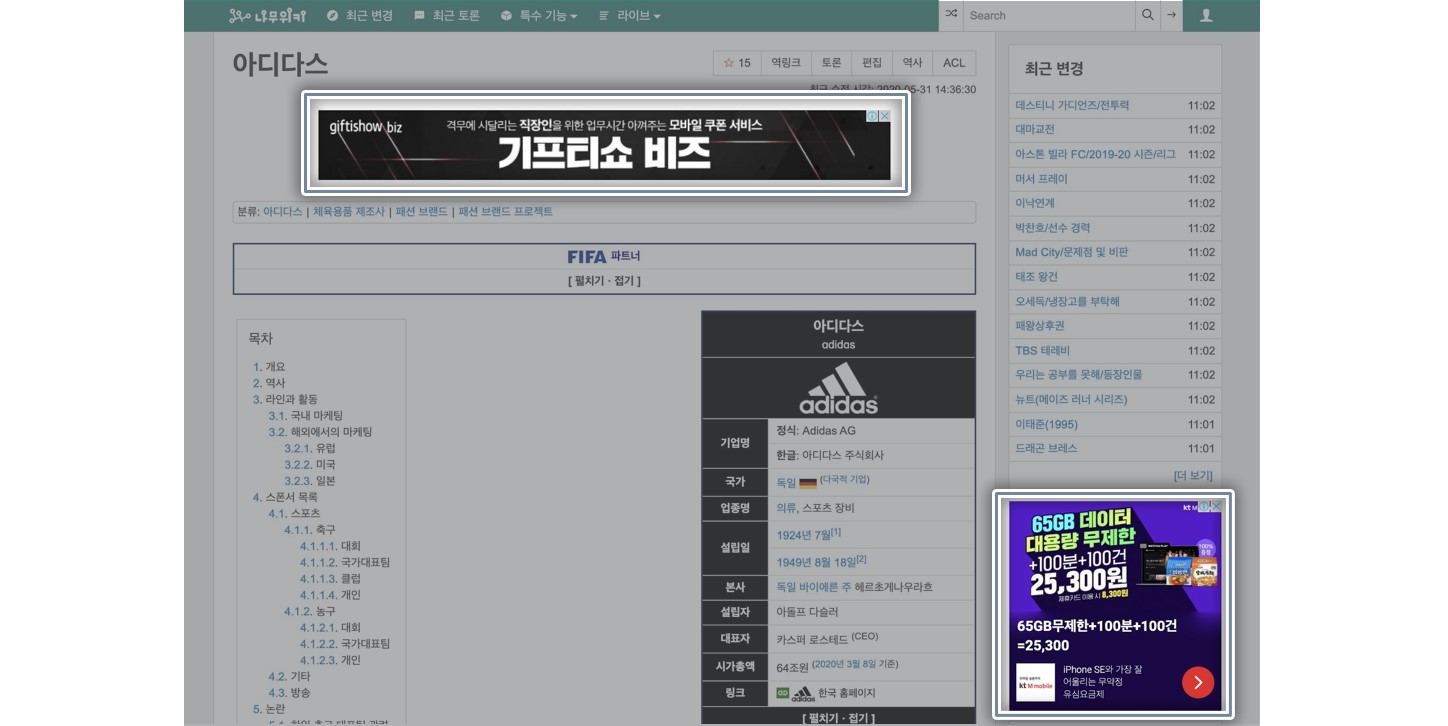 나무위키 최근 변경 최근 토론 특수 기능 라이브 Search
아디다스
15 역링크 토론 편집 역사 ACL
최근 수정 시각: 2020-05-31 14:36:30
giftishow biz
격무에 시달리는 직장인을 위한 업무시간 아껴주는 모바일 쿠폰 서비스
기프티쇼 비즈
분류: 아디다스 | 체육용품 제조사 | 패션 브랜드 | 패션 브랜드 프로젝트
FIFA 파트너
[ 펼치기 · 접기 ]
목차
1. 개요
2. 역사
3. 라인과 활동
3.1. 국내 마케팅
3.2. 해외에서의 마케팅
3.2.1. 유럽
3.2.2. 미국
3.2.3. 일본
4. 스폰서 목록
4.1. 스포츠
4.1.1. 축구
4.1.1.1. 대회
4.1.1.2. 국가대표팀
4.1.1.3. 클럽
4.1.1.4. 개인
4.1.2. 농구
4.1.2.1. 대회
4.1.2.2. 국가대표팀
4.1.2.3. 개인
4.2. 기타
4.3. 방송
5. 논란
아디다스
adidas
adidas
기업명 정식: Adidas AG
한글: 아디다스 주식회사
국가 독일 (다국적 기업)
업종명 의류, 스포츠 장비
설립일 1924년 7월[1]
1949년 8월 18일[2]
본사 독일 바이에른 주 헤르초게나우라흐
설립자 아돌프 다슬러
대표자 카스퍼 로스테드 (CEO)
시가총액 64조원 (2020년 3월 8일 기준)
링크 adidas 한국 홈페이지
[ 펼치기 · 접기 ]
최근 변경
데스티니 가디언즈/전투력 11:02
대마교전 11:02
아스톤 빌라 FC/2019-20 시즌/리그 11:02
머서 프레이 11:02
이낙연계 11:02
박찬호/선수 경력 11:02
Mad City/문제점 및 비판 11:02
태조 왕건 11:02
오세득/냉장고를 부탁해 11:02
패왕상후권 11:02
TBS 테레비 11:02
우리는 공부를 못해/등장인물 11:02
뉴트(메이즈 러너 시리즈) 11:02
이태준(1995) 11:01
드래곤 브레스 11:01
[더 보기]
kt M
65GB 데이터
대용량 무제한
+100분+100건
25,300원
제휴카드 이용 시 8,300원
100%
증정
65GB무제한+100분+100건
=25,300
kt M mobile
iPhone SE와 가장 잘
어울리는 무약정
유심요금제